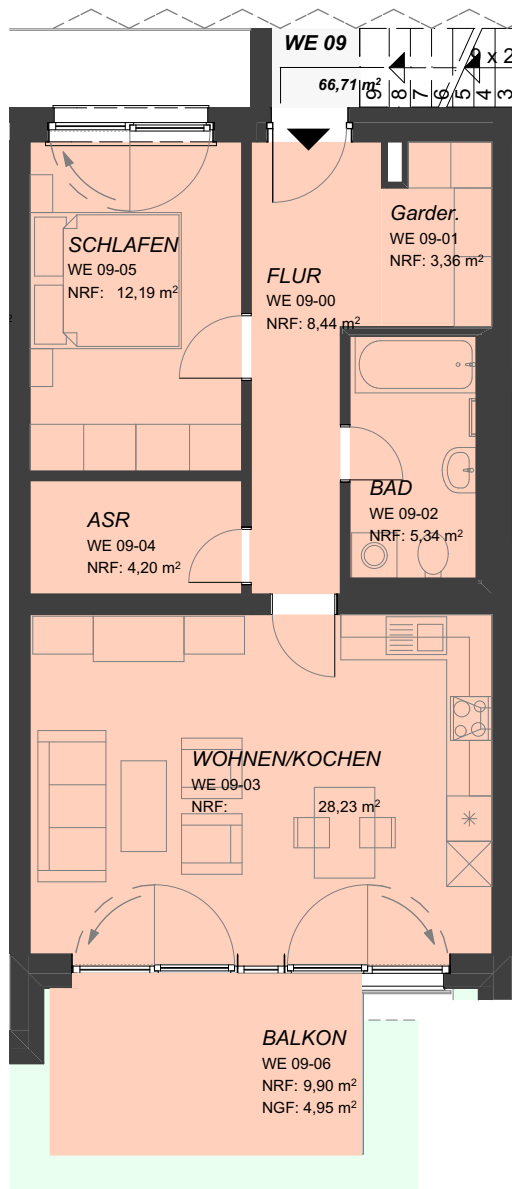 WE 09
66,71 m²
9 8 7 6 5 4 3
9 x 2
SCHLAFEN
WE 09-05
NRF: 12,19 m²
Garder.
WE 09-01
NRF: 3,36 m²
FLUR
WE 09-00
NRF: 8,44 m²
ASR
WE 09-04
NRF: 4,20 m²
BAD
WE 09-02
NRF: 5,34 m²
WOHNEN/KOCHEN
WE 09-03
NRF: 28,23 m²
BALKON
WE 09-06
NRF: 9,90 m²
NGF: 4,95 m²